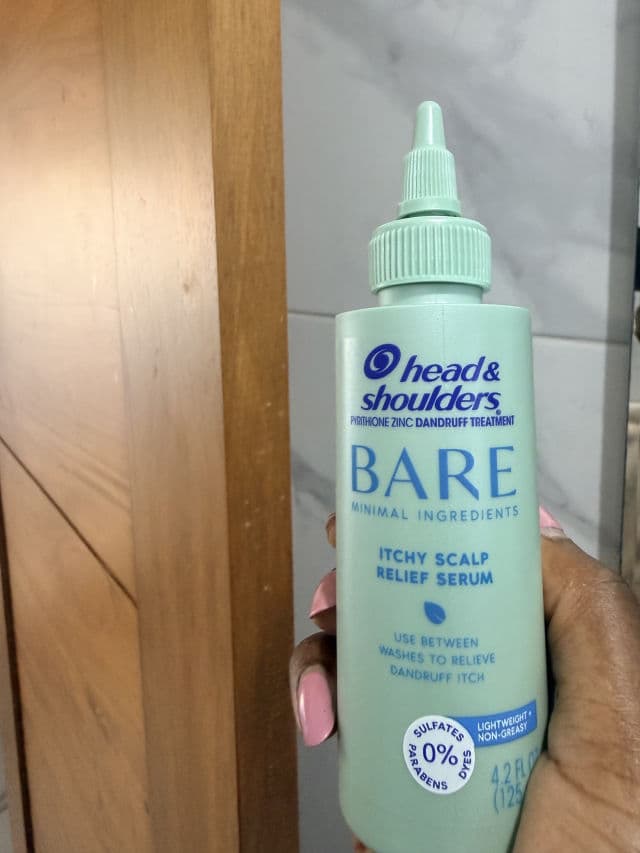 head &
shoulders®
PYRITHIONE ZINC DANDRUFF TREATMENT
BARE
MINIMAL INGREDIENTS
ITCHY SCALP
RELIEF SERUM
USE BETWEEN
WASHES TO RELIEVE
DANDRUFF ITCH
LIGHTWEIGHT +
NON-GREASY
SULFATES
0%
PARABENS
DYES
4.2 FL
(125